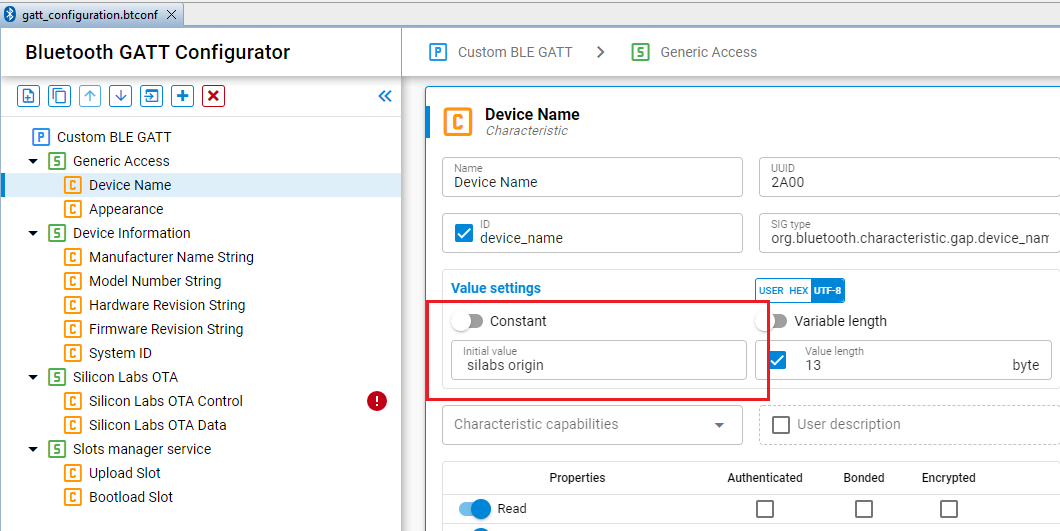 gatt_configuration.btconf
Bluetooth GATT Configurator
P Custom BLE GATT
S Generic Access
C Device Name
C Appearance
S Device Information
C Manufacturer Name String
C Model Number String
C Hardware Revision String
C Firmware Revision String
C System ID
S Silicon Labs OTA
C Silicon Labs OTA Control !
C Silicon Labs OTA Data
S Slots manager service
C Upload Slot
C Bootload Slot
P Custom BLE GATT > S Generic Access
C Device Name
Characteristic
Name
Device Name
UUID
2A00
ID
device_name
SIG type
org.bluetooth.characteristic.gap.device_nam
Value settings
USER HEX UTF-8
Constant
Variable length
Initial value
silabs origin
Value length
13 byte
Characteristic capabilities
User description
Properties Authenticated Bonded Encrypted
Read